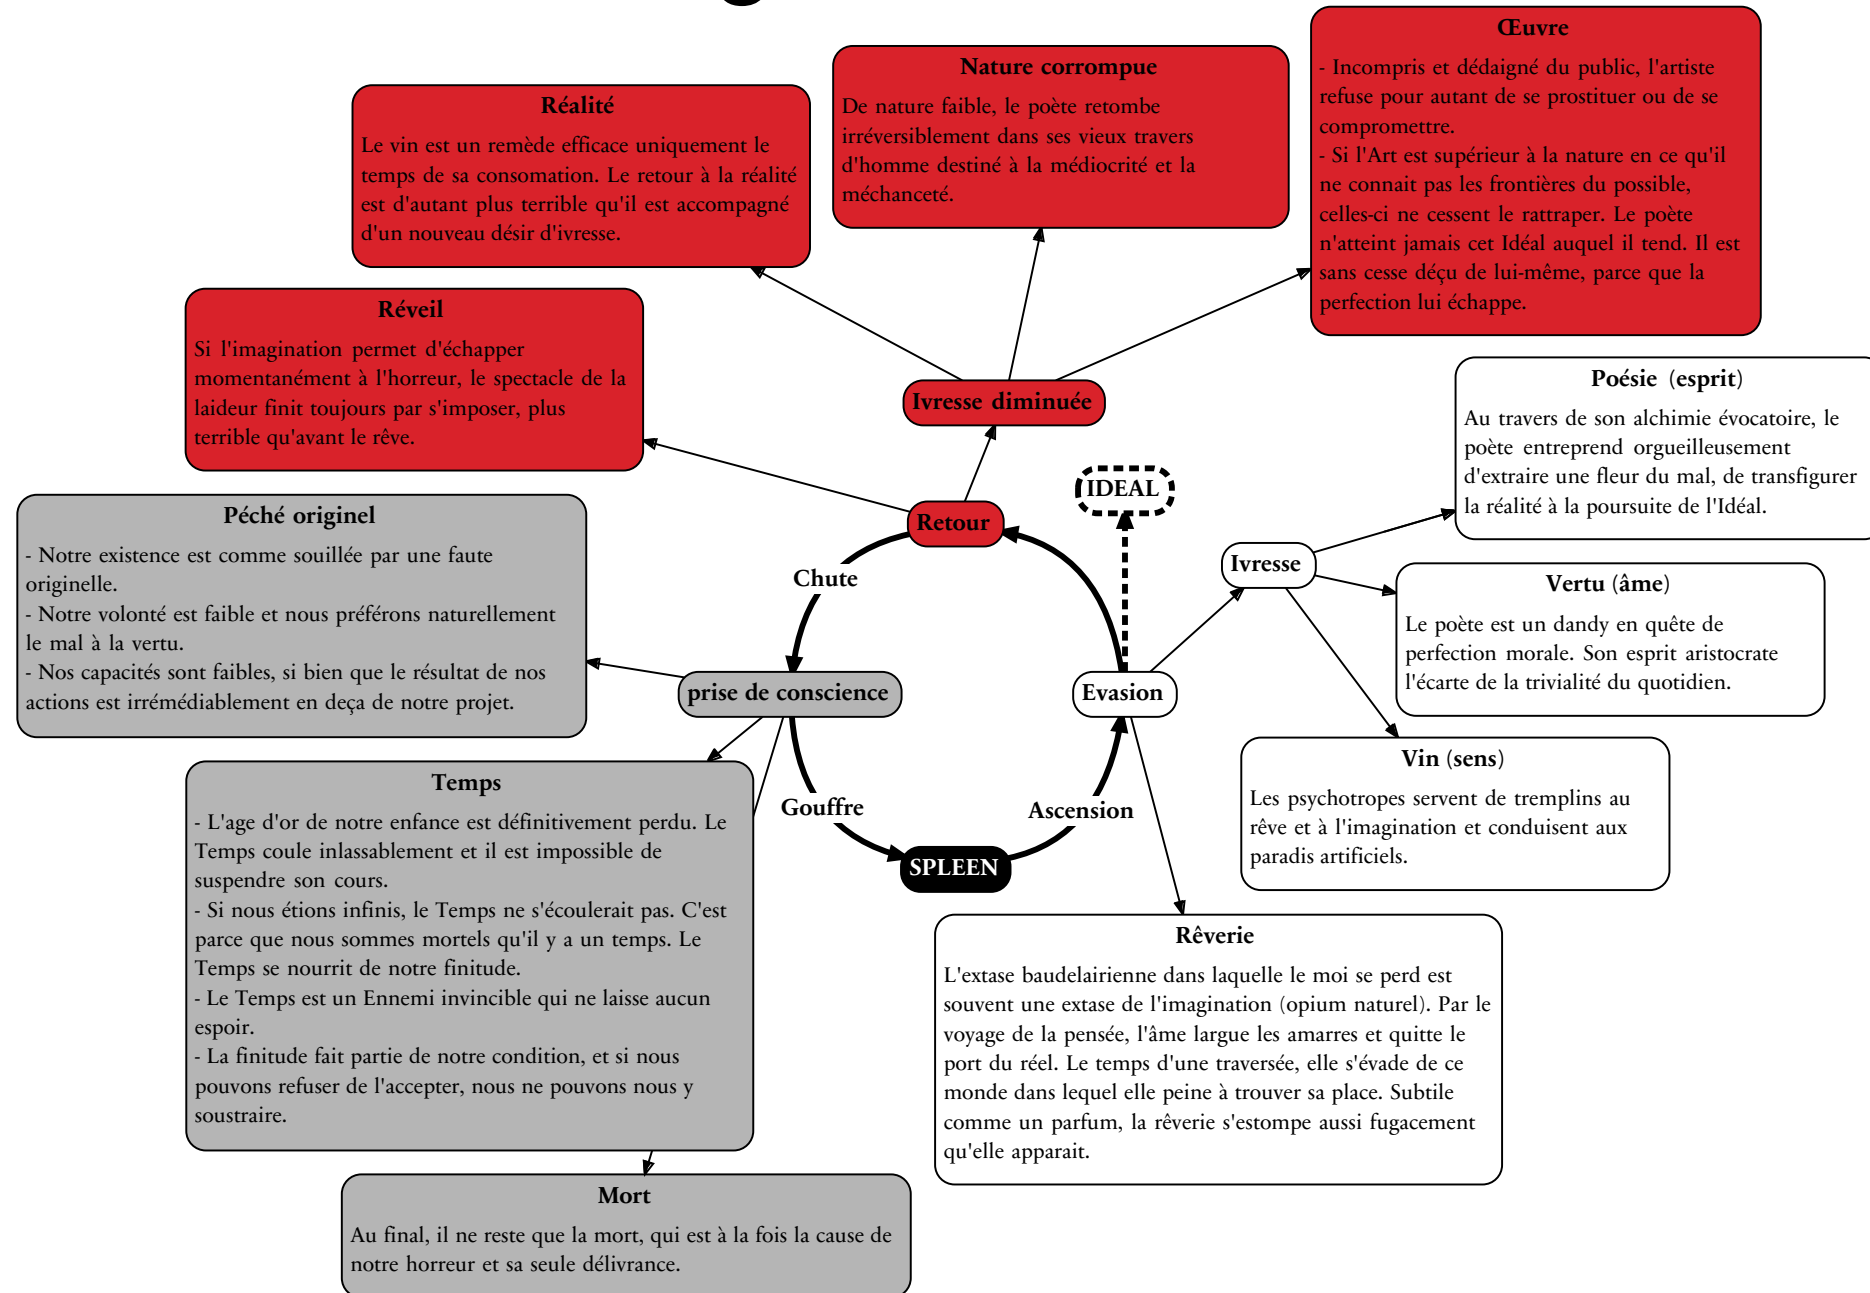 Œuvre
- Incompris et dédaigné du public, l'artiste
refuse pour autant de se prostituer ou de se
compromettre.
- Si l'Art est supérieur à la nature en ce qu'il
ne connait pas les frontières du possible,
celles-ci ne cessent le rattraper. Le poète
n'atteint jamais cet Idéal auquel il tend. Il est
sans cesse déçu de lui-même, parce que la
perfection lui échappe.
Nature corrompue
De nature faible, le poète retombe
irréversiblement dans ses vieux travers
d'homme destiné à la médiocrité et la
méchanceté.
Réalité
Le vin est un remède efficace uniquement le
temps de sa consomation. Le retour à la réalité
est d'autant plus terrible qu'il est accompagné
d'un nouveau désir d'ivresse.
Réveil
Si l'imagination permet d'échapper
momentanément à l'horreur, le spectacle de la
laideur finit toujours par s'imposer, plus
terrible qu'avant le rêve.
Ivresse diminuée
Poésie (esprit)
Au travers de son alchimie évocatoire, le
poète entreprend orgueilleusement
d'extraire une fleur du mal, de transfigurer
la réalité à la poursuite de l'Idéal.
IDEAL
Retour
Péché originel
- Notre existence est comme souillée par une faute
originelle.
- Notre volonté est faible et nous préférons naturellement
le mal à la vertu.
- Nos capacités sont faibles, si bien que le résultat de nos
actions est irrémédiablement en deça de notre projet.
Chute
Ivresse
Vertu (âme)
Le poète est un dandy en quête de
perfection morale. Son esprit aristocrate
l'écarte de la trivialité du quotidien.
prise de conscience
Evasion
Vin (sens)
Les psychotropes servent de tremplins au
rêve et à l'imagination et conduisent aux
paradis artificiels.
Temps
- L'age d'or de notre enfance est définitivement perdu. Le
Temps coule inlassablement et il est impossible de
suspendre son cours.
- Si nous étions infinis, le Temps ne s'écoulerait pas. C'est
parce que nous sommes mortels qu'il y a un temps. Le
Temps se nourrit de notre finitude.
- Le Temps est un Ennemi invincible qui ne laisse aucun
espoir.
- La finitude fait partie de notre condition, et si nous
pouvons refuser de l'accepter, nous ne pouvons nous y
soustraire.
Gouffre
Ascension
SPLEEN
Rêverie
L'extase baudelairienne dans laquelle le moi se perd est
souvent une extase de l'imagination (opium naturel). Par le
voyage de la pensée, l'âme largue les amarres et quitte le
port du réel. Le temps d'une traversée, elle s'évade de ce
monde dans lequel elle peine à trouver sa place. Subtile
comme un parfum, la rêverie s'estompe aussi fugacement
qu'elle apparait.
Mort
Au final, il ne reste que la mort, qui est à la fois la cause de
notre horreur et sa seule délivrance.